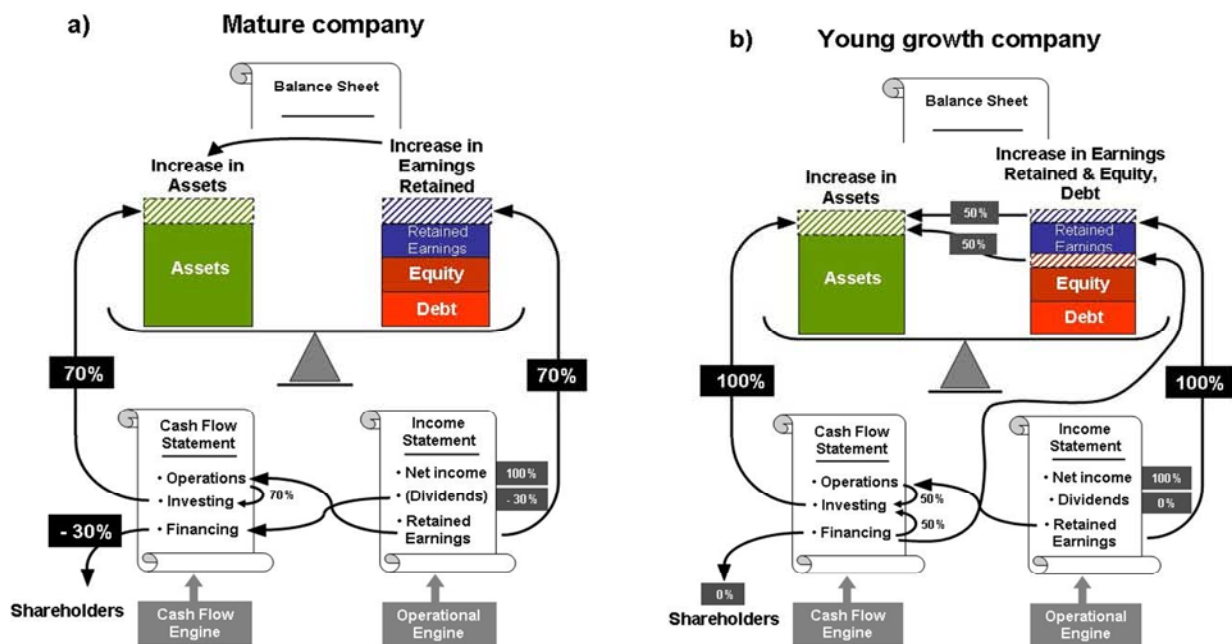 a) Mature company
Balance Sheet
Increase in
Assets
Increase in
Earnings
Retained
Assets
Retained
Earnings
Equity
Debt
70%
70%
Cash Flow
Statement
• Operations
• Investing
• Financing
70%
Income
Statement
• Net income
• (Dividends)
• Retained
Earnings
100%
- 30%
- 30%
Shareholders
Cash Flow
Engine
Operational
Engine
b) Young growth company
Balance Sheet
Increase in
Assets
Increase in Earnings
Retained & Equity,
Debt
50%
50%
Assets
Retained
Earnings
Equity
Debt
100%
100%
Cash Flow
Statement
• Operations
• Investing
• Financing
50%
50%
Income
Statement
• Net income
• Dividends
• Retained
Earnings
100%
0%
0%
Shareholders
Cash Flow
Engine
Operational
Engine